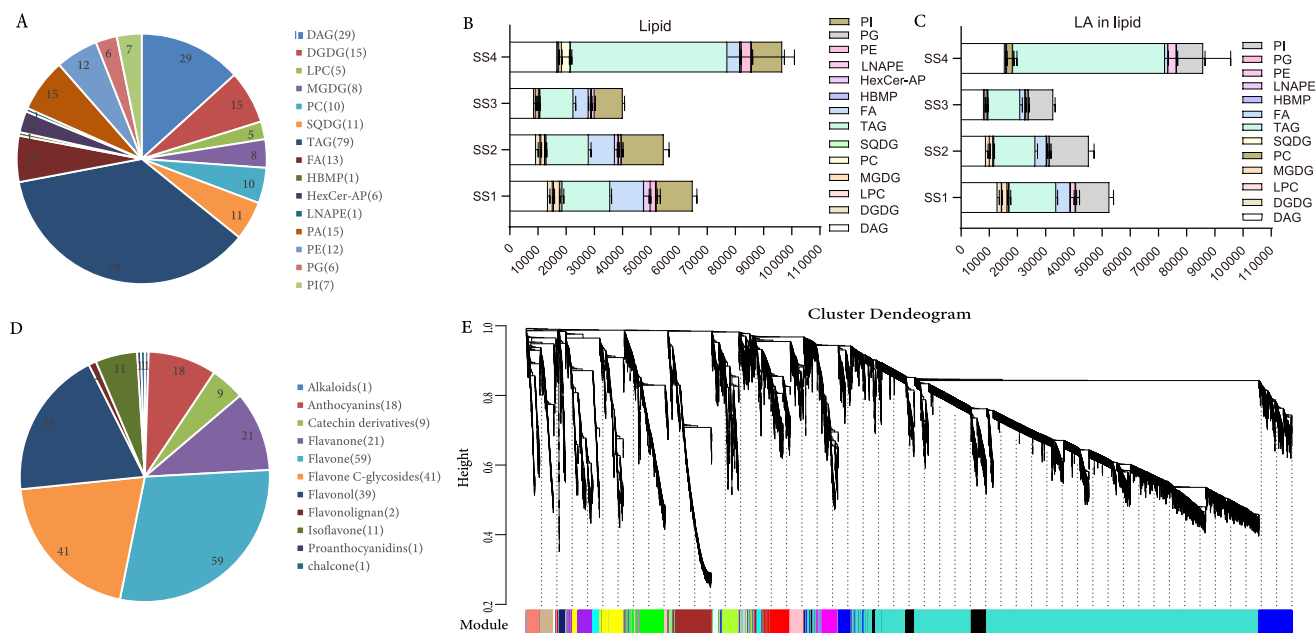 A
29
15
5
8
10
11
79
1
1
15
12
6
7
DAG(29)
DGDG(15)
LPC(5)
MGDG(8)
PC(10)
SQDG(11)
TAG(79)
FA(13)
HBMP(1)
HexCer-AP(6)
LNAPE(1)
PA(15)
PE(12)
PG(6)
PI(7)
B
Lipid
SS4
SS3
SS2
SS1
0
10000
20000
30000
40000
50000
60000
70000
80000
90000
100000
110000
PI
PG
PE
LNAPE
HexCer-AP
HBMP
FA
TAG
SQDG
PC
MGDG
LPC
DGDG
DAG
C
LA in lipid
SS4
SS3
SS2
SS1
0
10000
20000
30000
40000
50000
60000
70000
80000
90000
100000
110000
PI
PG
PE
LNAPE
HBMP
FA
TAG
SQDG
PC
MGDG
LPC
DGDG
DAG
D
1
1
1
18
9
21
59
41
39
11
Alkaloids(1)
Anthocyanins(18)
Catechin derivatives(9)
Flavanone(21)
Flavone(59)
Flavone C-glycosides(41)
Flavonol(39)
Flavonolignan(2)
Isoflavone(11)
Proanthocyanidins(1)
chalcone(1)
E
Cluster Dendeogram
Height
1.0
0.8
0.6
0.4
0.2
Module